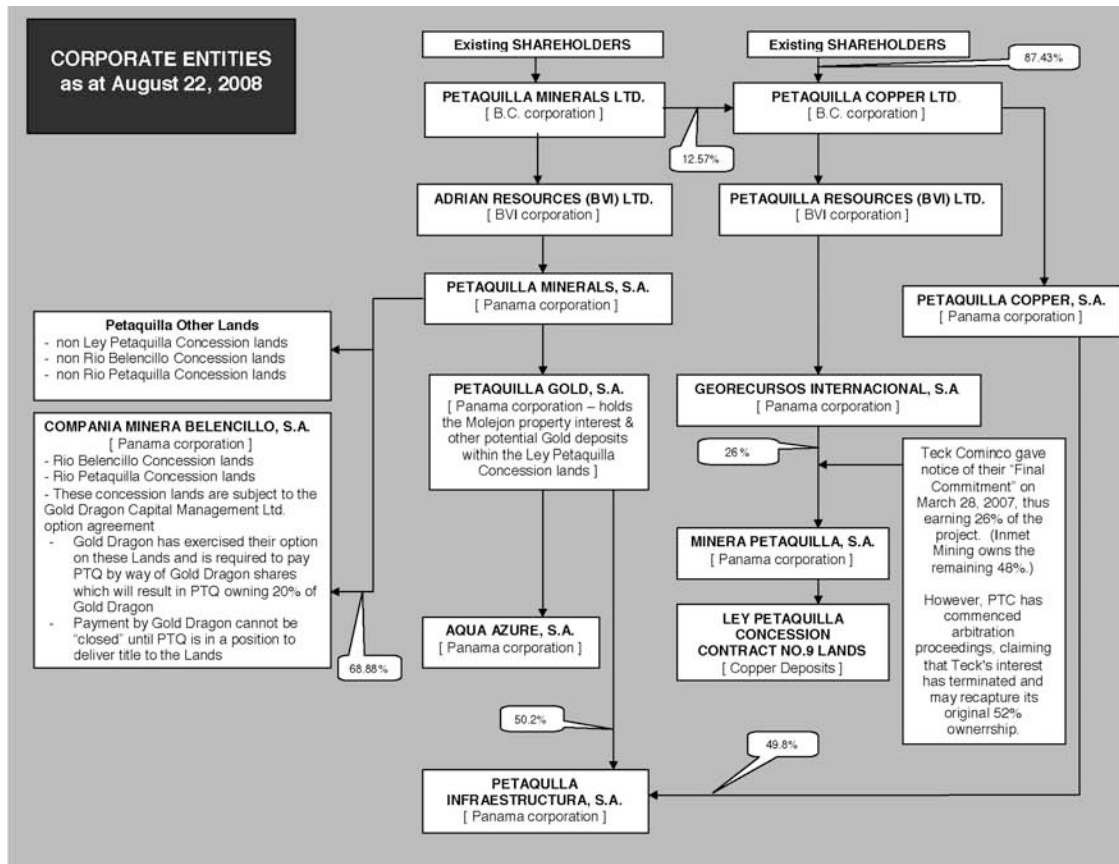 CORPORATE ENTITIES
as at August 22, 2008
Existing SHAREHOLDERS
Existing SHAREHOLDERS
87.43%
PETAQUILLA MINERALS LTD.
[ B.C. corporation ]
PETAQUILLA COPPER LTD.
[ B.C. corporation ]
12.57%
ADRIAN RESOURCES (BVI) LTD.
[ BVI corporation ]
PETAQUILLA RESOURCES (BVI) LTD.
[ BVI corporation ]
PETAQUILLA MINERALS, S.A.
[ Panama corporation ]
PETAQUILLA COPPER, S.A.
[ Panama corporation ]
Petaquilla Other Lands
- non Ley Petaquilla Concession lands
- non Rio Belencillo Concession lands
- non Rio Petaquilla Concession lands
PETAQUILLA GOLD, S.A.
[ Panama corporation – holds
the Molejon property interest &
other potential Gold deposits
within the Ley Petaquilla
Concession lands ]
GEORECURSOS INTERNACIONAL, S.A
[ Panama corporation ]
26%
COMPANIA MINERA BELENCILLO, S.A.
[ Panama corporation ]
- Rio Belencillo Concession lands
- Rio Petaquilla Concession lands
- These concession lands are subject to the
Gold Dragon Capital Management Ltd.
option agreement
- Gold Dragon has exercised their option
on these Lands and is required to pay
PTQ by way of Gold Dragon shares
which will result in PTQ owning 20% of
Gold Dragon
- Payment by Gold Dragon cannot be
"closed" until PTQ is in a position to
deliver title to the Lands
68.88%
Teck Cominco gave
notice of their "Final
Commitment" on
March 28, 2007, thus
earning 26% of the
project. (Inmet
Mining owns the
remaining 48%.)
However, PTC has
commenced
arbitration
proceedings, claiming
that Teck's interest
has terminated and
may recapture its
original 52%
ownerrship.
MINERA PETAQUILLA, S.A.
[ Panama corporation ]
AQUA AZURE, S.A.
[ Panama corporation ]
LEY PETAQUILLA
CONCESSION
CONTRACT NO.9 LANDS
[ Copper Deposits ]
50.2%
49.8%
PETAQULLA
INFRAESTRUCTURA, S.A.
[ Panama corporation ]